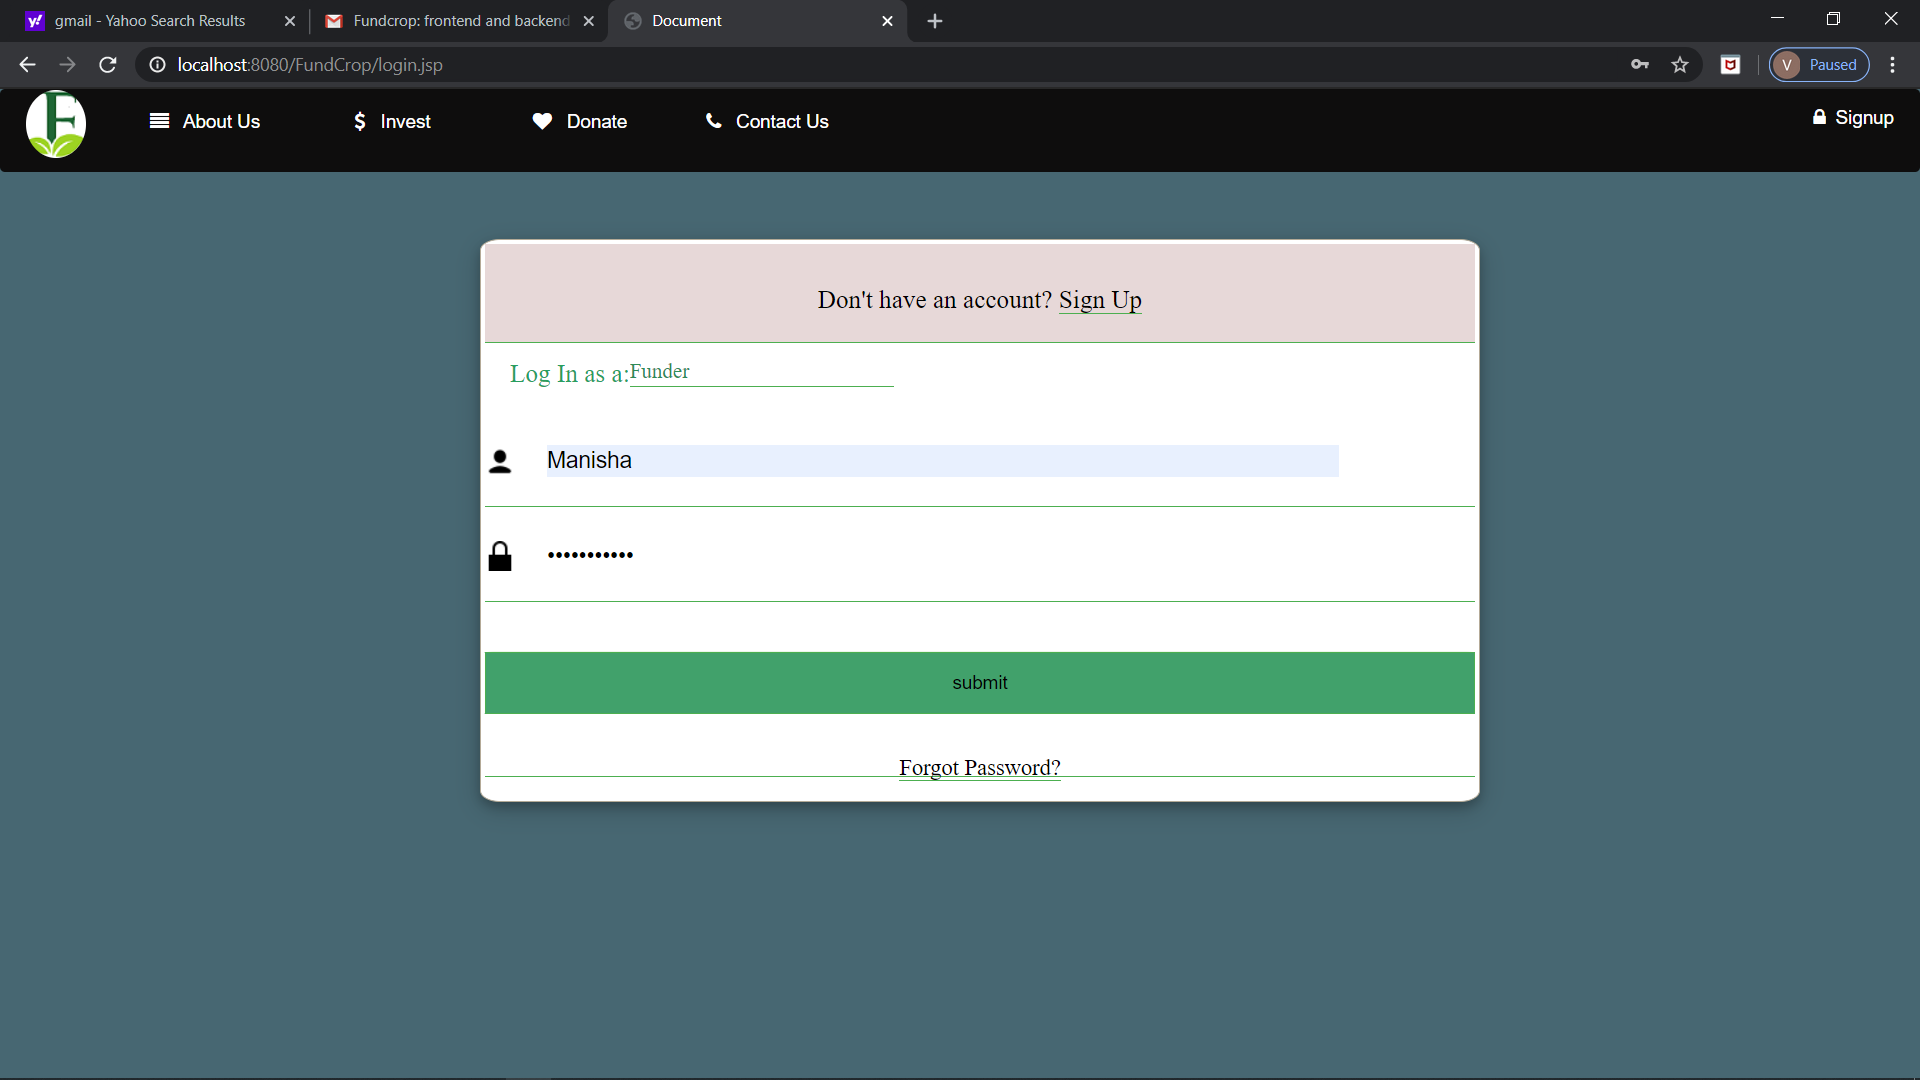 gmail - Yahoo Search Results
Fundcrop: frontend and backend
Document
localhost:8080/FundCrop/login.jsp
V Paused
F
About Us
Invest
Donate
Contact Us
Signup
Don't have an account? Sign Up
Log In as a:Funder
Manisha
•••••••••••
submit
Forgot Password?